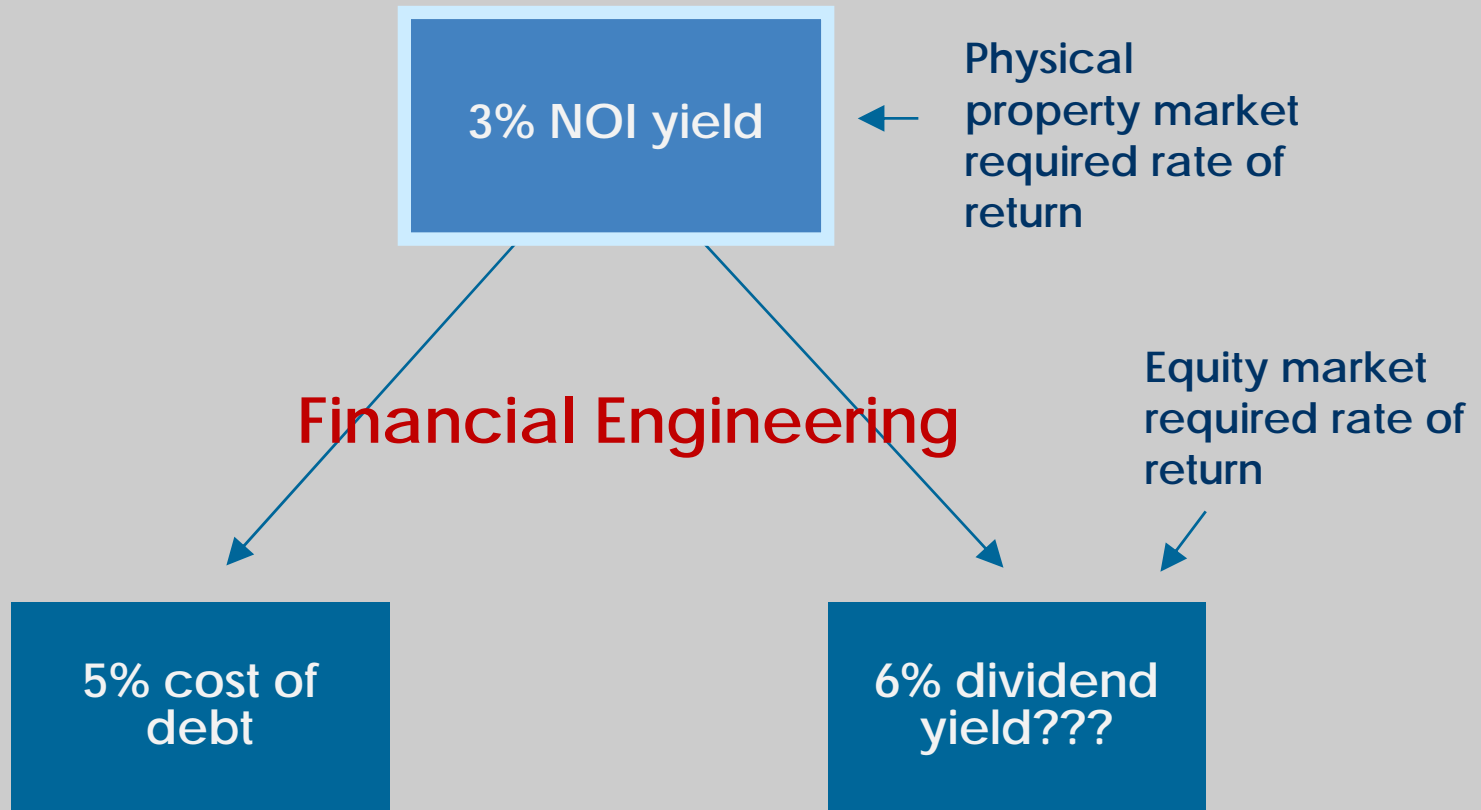 3% NOI yield
Physical
property market
required rate of
return
Financial Engineering
Equity market
required rate of
return
5% cost of
debt
6% dividend
yield???